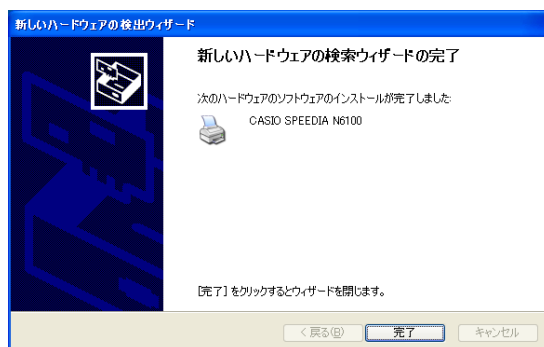 新しいハードウェアの検出ウィザード
新しいハードウェアの検索ウィザードの完了
次のハードウェアのソフトウェアのインストールが完了しました:
CASIO SPEEDIA N6100
[完了] をクリックするとウィザードを閉じます。
< 戻る(B)
完了
キャンセル